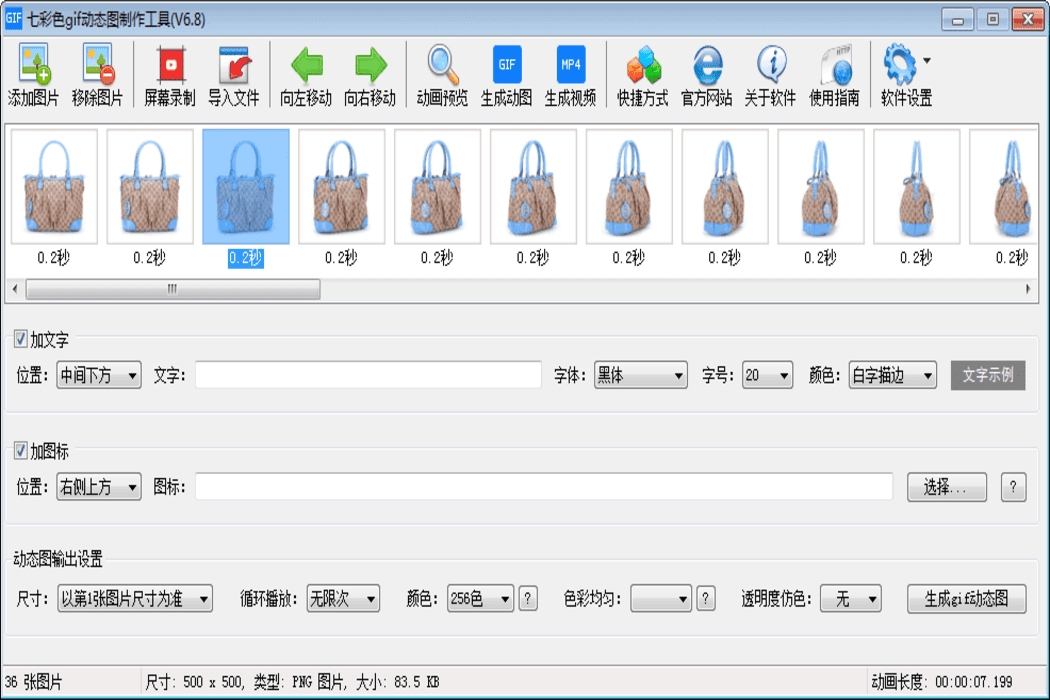 GIF 七彩色gif动态图制作工具(V6.8)
GIF MP4 HTTP
添加图片 移除图片 屏幕录制 导入文件 向左移动 向右移动 动画预览 生成动图 生成视频 快捷方式 官方网站 关于软件 使用指南 软件设置
0.2秒 0.2秒 0.2秒 0.2秒 0.2秒 0.2秒 0.2秒 0.2秒 0.2秒 0.2秒 0.2秒
加文字
位置: 中间下方 文字: 字体: 黑体 字号: 20 颜色: 白字描边 文字示例
加图标
位置: 右侧上方 图标: 选择... ?
动态图输出设置
尺寸: 以第1张图片尺寸为准 循环播放: 无限次 颜色: 256色 ? 色彩均匀: ? 透明度仿色: 无 生成gif动态图
36 张图片 尺寸: 500 x 500, 类型: PNG 图片, 大小: 83.5 KB 动画长度: 00:00:07.199